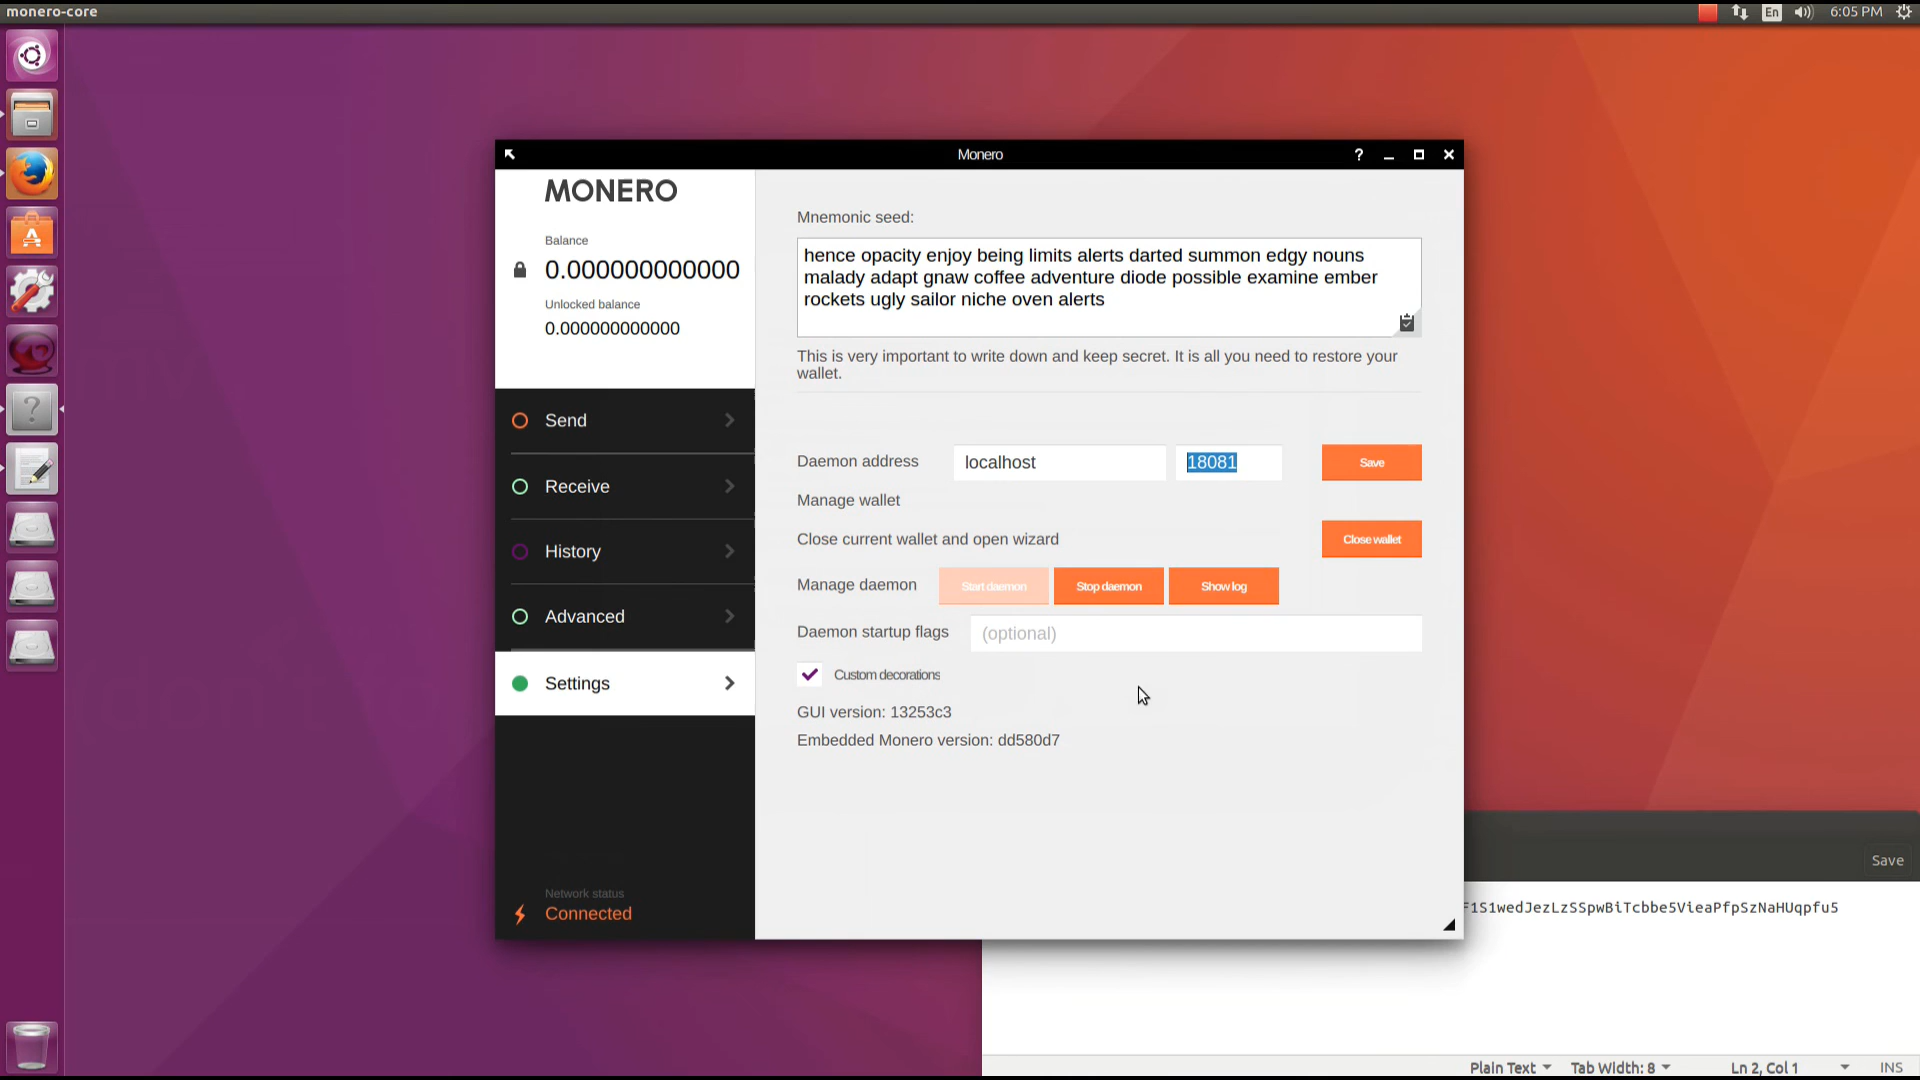 monero-core
En
6:05 PM
Monero
?
MONERO
Balance
0.000000000000
Unlocked balance
0.000000000000
Send
Receive
History
Advanced
Settings
Network status
Connected
Mnemonic seed:
hence opacity enjoy being limits alerts darted summon edgy nouns
malady adapt gnaw coffee adventure diode possible examine ember
rockets ugly sailor niche oven alerts
This is very important to write down and keep secret. It is all you need to restore your
wallet.
Daemon address localhost 18081 Save
Manage wallet
Close current wallet and open wizard Close wallet
Manage daemon Start daemon Stop daemon Show log
Daemon startup flags (optional)
Custom decorations
GUI version: 13253c3
Embedded Monero version: dd580d7
Save
F1S1wedJezLzSSpwBiTcbbe5VieaPfpSzNaHUqpfu5
Plain Text Tab Width: 8 Ln 2, Col 1 INS